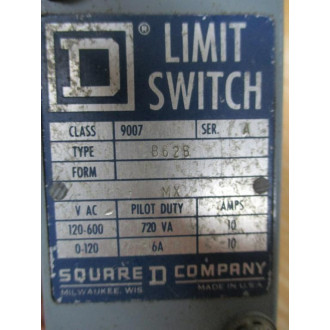 D ® LIMIT
SWITCH
CLASS 9007 SER. A
TYPE B62B
FORM
MX
V AC PILOT DUTY AMPS
120-600 720 VA 10
0-120 6A 10
SQUARE D COMPANY
MILWAUKEE, WIS MADE IN U.S.A.